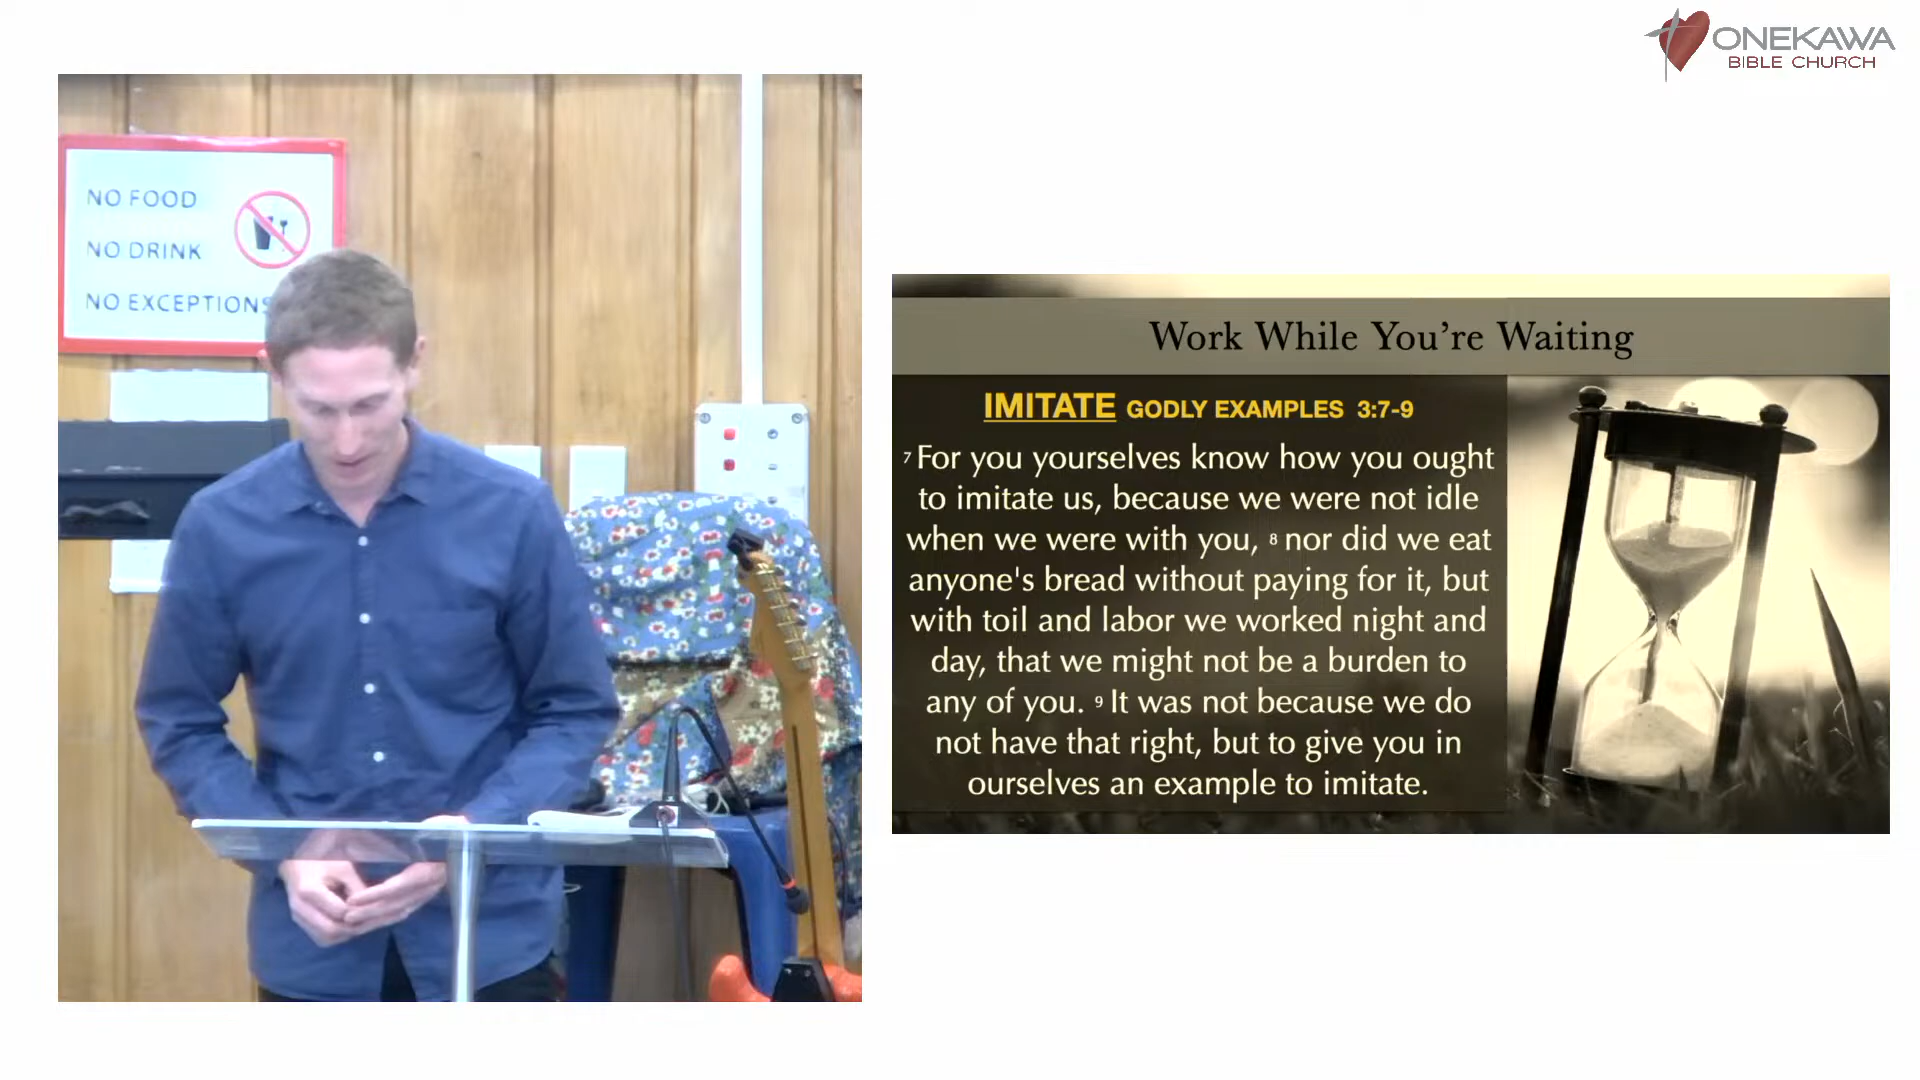 ONEKAWA
BIBLE CHURCH
NO FOOD
NO DRINK
NO EXCEPTIONS
Work While You're Waiting
IMITATE GODLY EXAMPLES 3:7-9
7 For you yourselves know how you ought
to imitate us, because we were not idle
when we were with you, 8 nor did we eat
anyone's bread without paying for it, but
with toil and labor we worked night and
day, that we might not be a burden to
any of you. 9 It was not because we do
not have that right, but to give you in
ourselves an example to imitate.